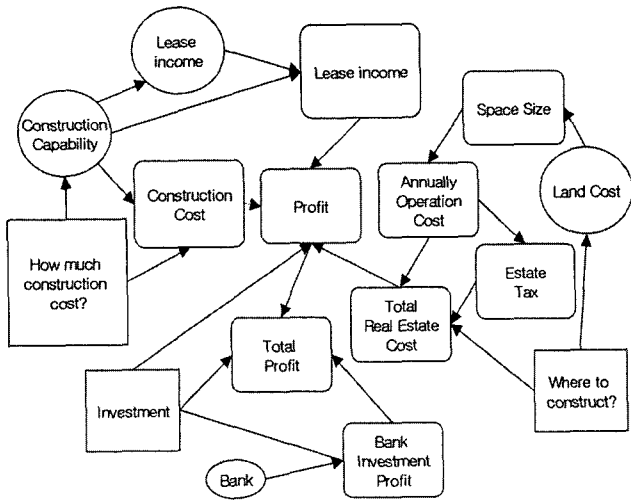 Lease
income
Lease income
Construction
Capability
Space Size
Construction
Cost
Profit
Annually
Operation
Cost
Land Cost
How much
construction
cost?
Estate
Tax
Total
Real Estate
Cost
Total
Profit
Investment
Where to
construct?
Bank
Investment
Profit
Bank